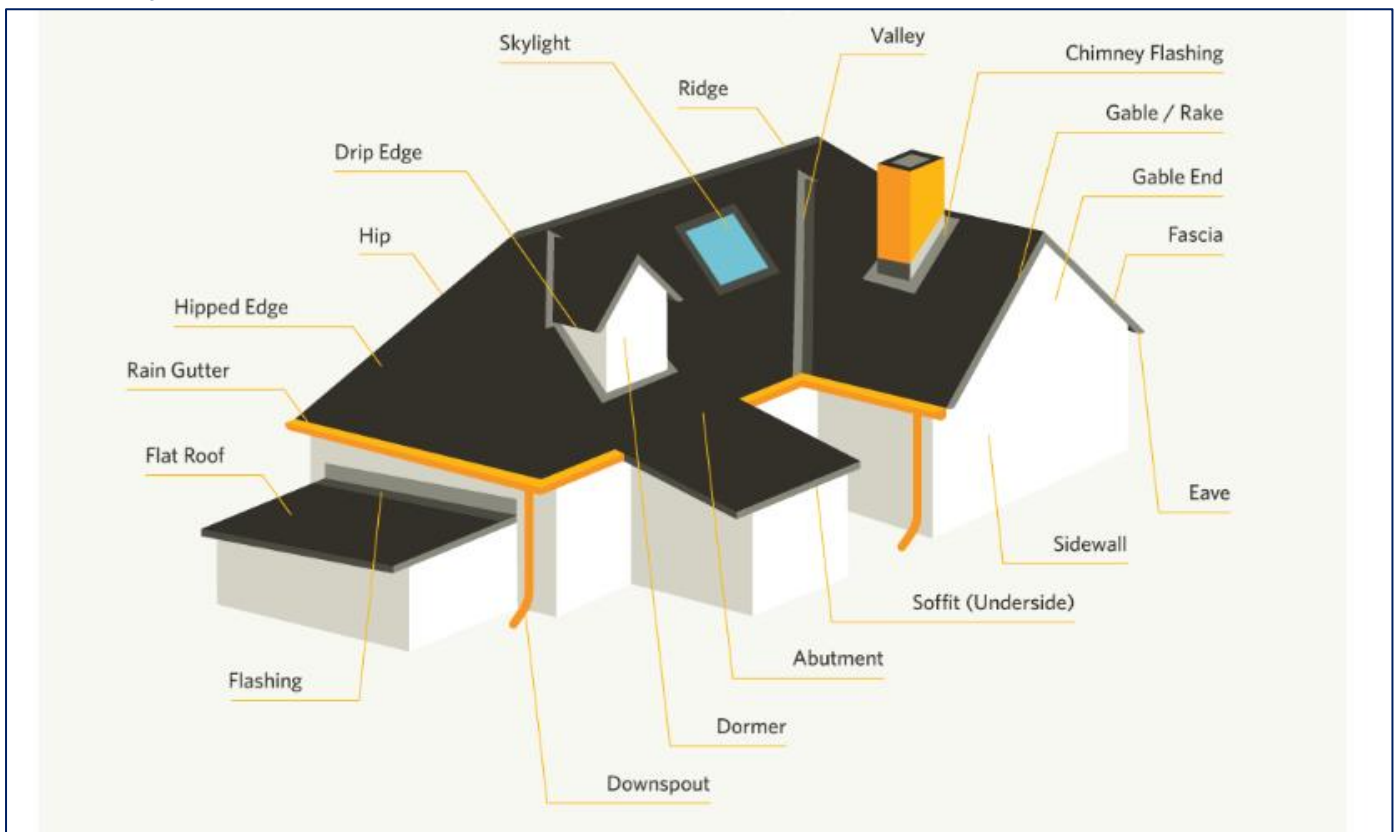 Skylight
Valley
Chimney Flashing
Ridge
Gable / Rake
Drip Edge
Gable End
Hip
Fascia
Hipped Edge
Rain Gutter
Flat Roof
Eave
Sidewall
Soffit (Underside)
Abutment
Flashing
Dormer
Downspout